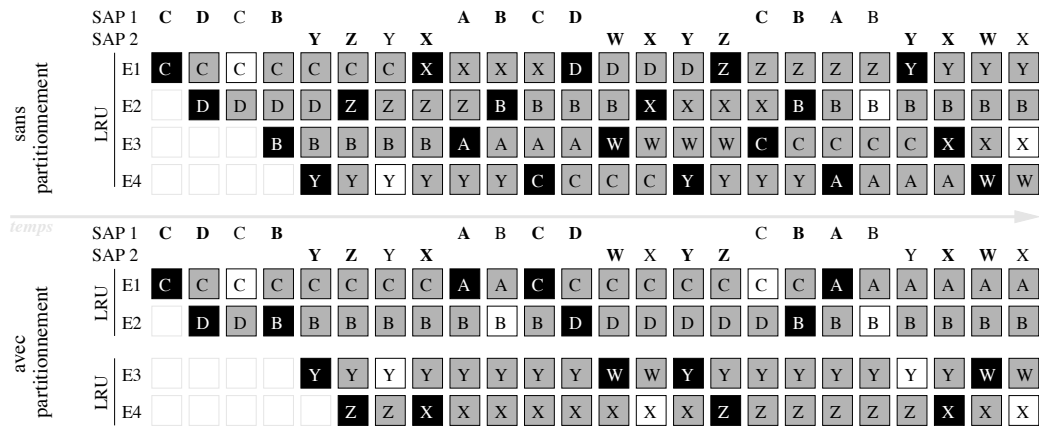 SAP 1 C D C B A B C D C B A B
SAP 2 Y Z Y X W X Y Z Y X W X
sans
partitionnement
LRU
E1 C C C C C C C X X X X D D D D Z Z Z Z Z Y Y Y Y
E2 D D D D Z Z Z Z B B B B X X X X B B B B B B B
E3 B B B B B A A A A W W W W C C C C C X X X
E4 Y Y Y Y Y Y C C C C Y Y Y Y A A A A W W
temps
SAP 1 C D C B A B C D C B A B
SAP 2 Y Z Y X W X Y Z Y X W X
avec
partitionnement
LRU
E1 C C C C C C C C A A C C C C C C C C A A A A A A
E2 D D B B B B B B B B D D D D D D B B B B B B B
LRU
E3 Y Y Y Y Y Y Y Y W W Y Y Y Y Y Y Y Y W W
E4 Z Z X X X X X X X X Z Z Z Z Z Z X X X